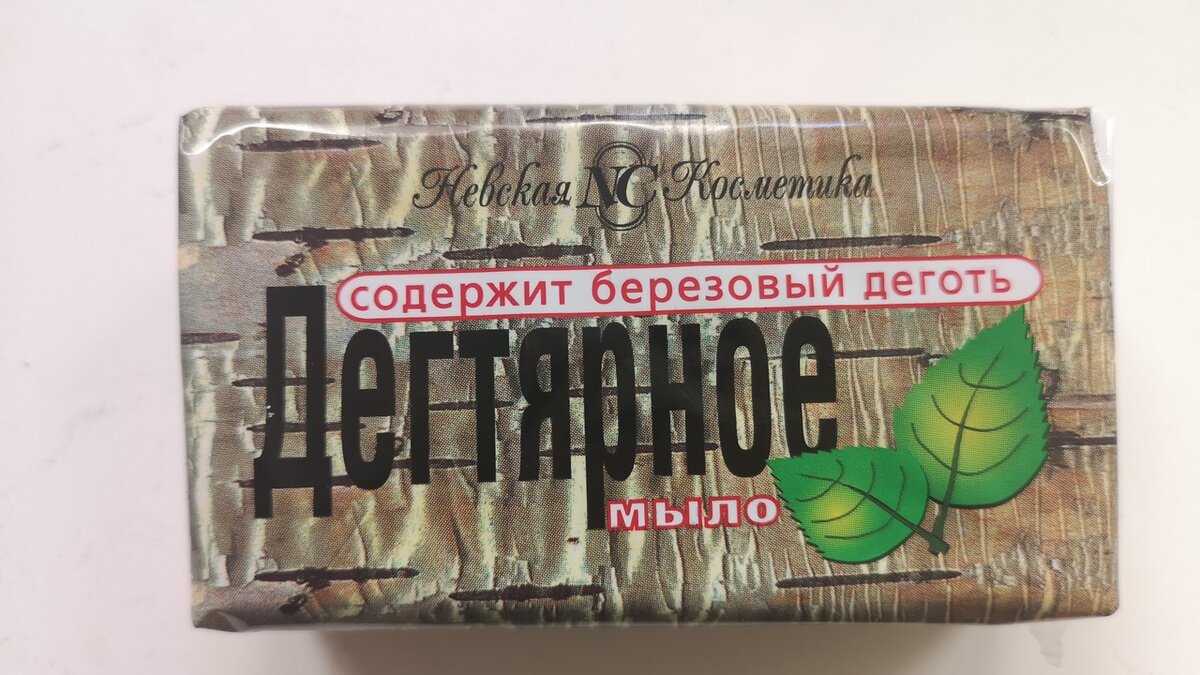 Невская NC Косметика
содержит березовый деготь
Дегтярное
мыло